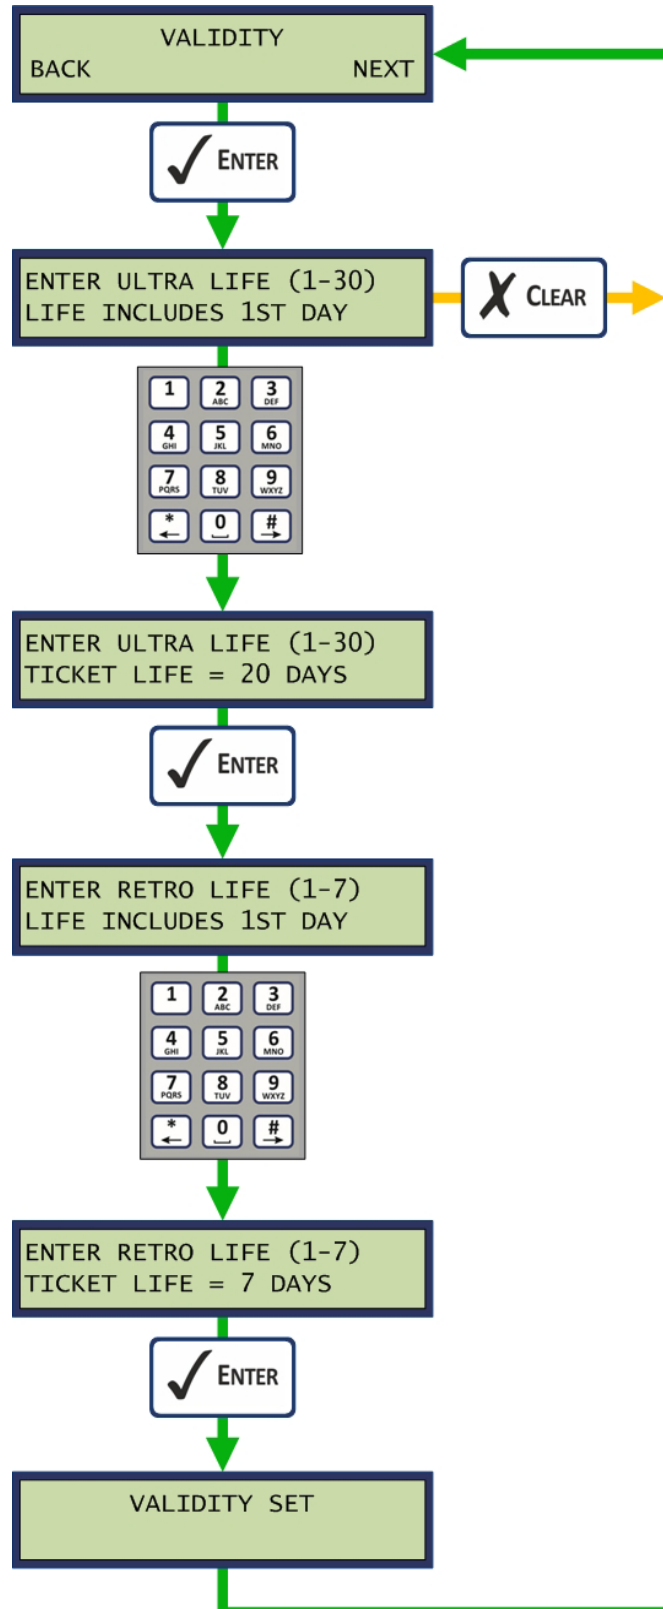 VALIDITY
BACK NEXT
✓ ENTER
ENTER ULTRA LIFE (1-30)
LIFE INCLUDES 1ST DAY
✗ CLEAR
1 2 3
ABC DEF
4 5 6
GHI JKL MNO
7 8 9
PQRS TUV WXYZ
* 0 #
← ⎵ →
ENTER ULTRA LIFE (1-30)
TICKET LIFE = 20 DAYS
✓ ENTER
ENTER RETRO LIFE (1-7)
LIFE INCLUDES 1ST DAY
1 2 3
ABC DEF
4 5 6
GHI JKL MNO
7 8 9
PQRS TUV WXYZ
* 0 #
← ⎵ →
ENTER RETRO LIFE (1-7)
TICKET LIFE = 7 DAYS
✓ ENTER
VALIDITY SET